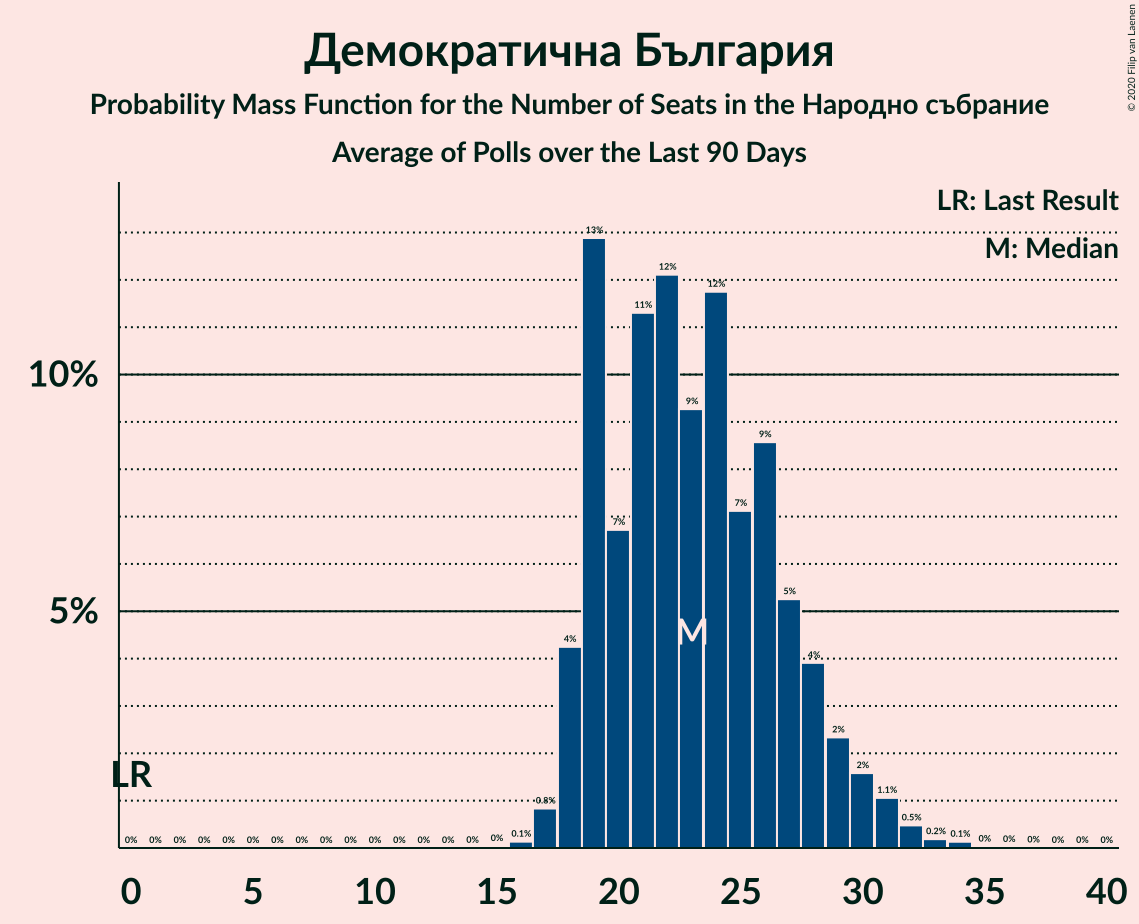 Демократична България
Probability Mass Function for the Number of Seats in the Народно събрание
Average of Polls over the Last 90 Days
© 2020 Filip van Laenen
LR: Last Result
M: Median
10%
5%
13%
12%
12%
11%
9%
9%
7%
7%
5%
4%
4%
2%
2%
1.1%
0.8%
0.5%
0.2%
0.1%
0.1%
M
LR
0% 0% 0% 0% 0% 0% 0% 0% 0% 0% 0% 0% 0% 0% 0% 0% 0% 0% 0% 0% 0% 0%
0 5 10 15 20 25 30 35 40